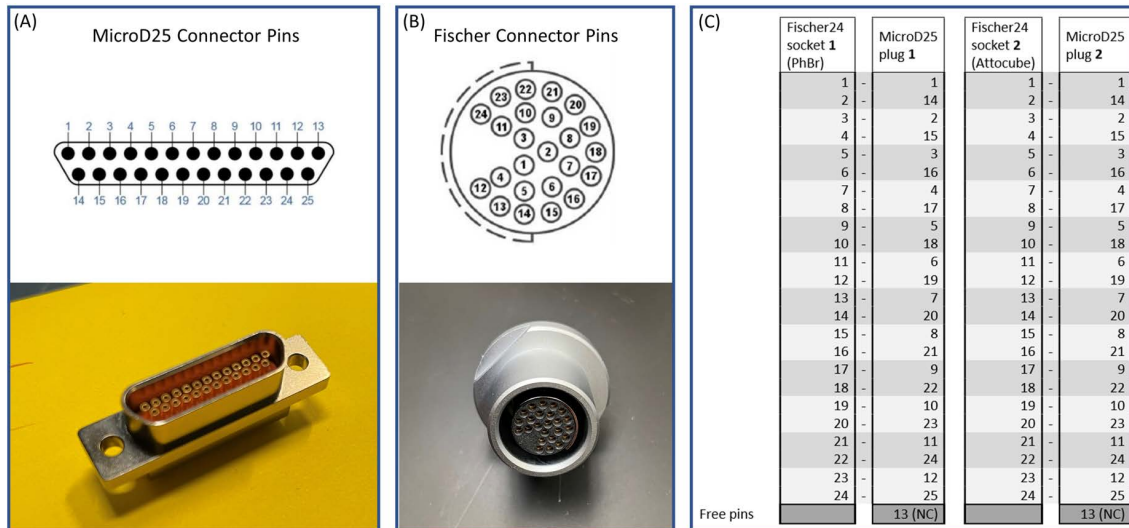 (A)
MicroD25 Connector Pins
1 2 3 4 5 6 7 8 9 10 11 12 13
14 15 16 17 18 19 20 21 22 23 24 25
(B)
Fischer Connector Pins
22
23 21
24 10 20
11 9
3 8 19
2 18
1 7
4 17
12 5 6
13 16
14 15
(C)
Fischer24 socket 1 (PhBr) MicroD25 plug 1 Fischer24 socket 2 (Attocube) MicroD25 plug 2
1 - 1 1 - 1
2 - 14 2 - 14
3 - 2 3 - 2
4 - 15 4 - 15
5 - 3 5 - 3
6 - 16 6 - 16
7 - 4 7 - 4
8 - 17 8 - 17
9 - 5 9 - 5
10 - 18 10 - 18
11 - 6 11 - 6
12 - 19 12 - 19
13 - 7 13 - 7
14 - 20 14 - 20
15 - 8 15 - 8
16 - 21 16 - 21
17 - 9 17 - 9
18 - 22 18 - 22
19 - 10 19 - 10
20 - 23 20 - 23
21 - 11 21 - 11
22 - 24 22 - 24
23 - 12 23 - 12
24 - 25 24 - 25
Free pins 13 (NC) 13 (NC)